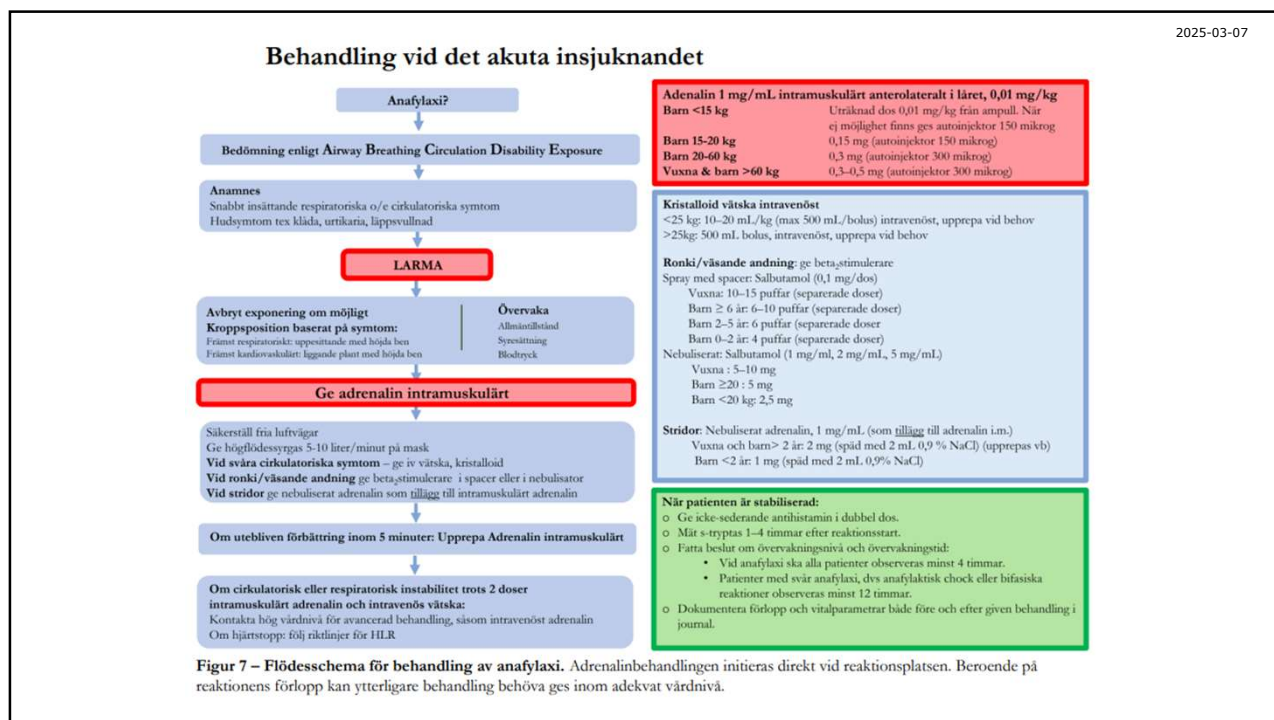 2025-03-07
Behandling vid det akuta insjuknandet
Anafylaxi?
Bedömning enligt Airway Breathing Circulation Disability Exposure
Anamnes
Snabbt insättande respiratoriska o/e cirkulatoriska symtom
Hudsymtom tex klåda, urtikaria, läppsvullnad
LARMA
Avbryt exponering om möjligt
Kroppsposition baserat på symtom:
Främst respiratoriskt: uppesittande med höjda ben
Främst kardiovaskulärt: liggande plant med höjda ben
Övervaka
Allmäntillstånd
Syresättning
Blodtryck
Ge adrenalin intramuskulärt
Säkerställ fria luftvägar
Ge högflödessyrgas 5-10 liter/minut på mask
Vid svåra cirkulatoriska symtom – ge iv vätska, kristalloid
Vid ronki/väsande andning ge beta₂stimulerare i spacer eller i nebulisator
Vid stridor ge nebuliserat adrenalin som tillägg till intramuskulärt adrenalin
Om utebliven förbättring inom 5 minuter: Upprepa Adrenalin intramuskulärt
Om cirkulatorisk eller respiratorisk instabilitet trots 2 doser
intramuskulärt adrenalin och intravenös vätska:
Kontakta hög vårdnivå för avancerad behandling, såsom intravenöst adrenalin
Om hjärtstopp: följ riktlinjer för HLR
Adenalin 1 mg/mL intramuskulärt anterolateralt i låret, 0,01 mg/kg
Barn <15 kg Uträknad dos 0,01 mg/kg från ampull. När
ej möjlighet finns ges autoinjektor 150 mikrog
Barn 15-20 kg 0,15 mg (autoinjektor 150 mikrog)
Barn 20-60 kg 0,3 mg (autoinjektor 300 mikrog)
Vuxna & barn >60 kg 0,3–0,5 mg (autoinjektor 300 mikrog)
Kristalloid vätska intravenöst
<25 kg: 10–20 mL/kg (max 500 mL/bolus) intravenöst, upprepa vid behov
>25kg: 500 mL bolus, intravenöst, upprepa vid behov
Ronki/väsande andning: ge beta₂stimulerare
Spray med spacer: Salbutamol (0,1 mg/dos)
Vuxna: 10–15 puffar (separerade doser)
Barn ≥ 6 år: 6–10 puffar (separerade doser)
Barn 2–5 år: 6 puffar (separerade doser
Barn 0–2 år: 4 puffar (separerade doser)
Nebuliserat: Salbutamol (1 mg/ml, 2 mg/mL, 5 mg/mL)
Vuxna : 5–10 mg
Barn ≥20 : 5 mg
Barn <20 kg: 2,5 mg
Stridor: Nebuliserat adrenalin, 1 mg/mL (som tillägg till adrenalin i.m.)
Vuxna och barn> 2 år: 2 mg (späd med 2 mL 0,9 % NaCl) (upprepas vb)
Barn <2 år: 1 mg (späd med 2 mL 0,9% NaCl)
När patienten är stabiliserad:
o Ge icke-sederande antihistamin i dubbel dos.
o Mät s-tryptas 1–4 timmar efter reaktionsstart.
o Fatta beslut om övervakningsnivå och övervakningstid:
• Vid anafylaxi ska alla patienter observeras minst 4 timmar.
• Patienter med svår anafylaxi, dvs anafylaktisk chock eller bifasiska
reaktioner observeras minst 12 timmar.
o Dokumentera förlopp och vitalparametrar både före och efter given behandling i
journal.
Figur 7 – Flödesschema för behandling av anafylaxi. Adrenalinbehandlingen initieras direkt vid reaktionsplatsen. Beroende på
reaktionens förlopp kan ytterligare behandling behöva ges inom adekvat vårdnivå.